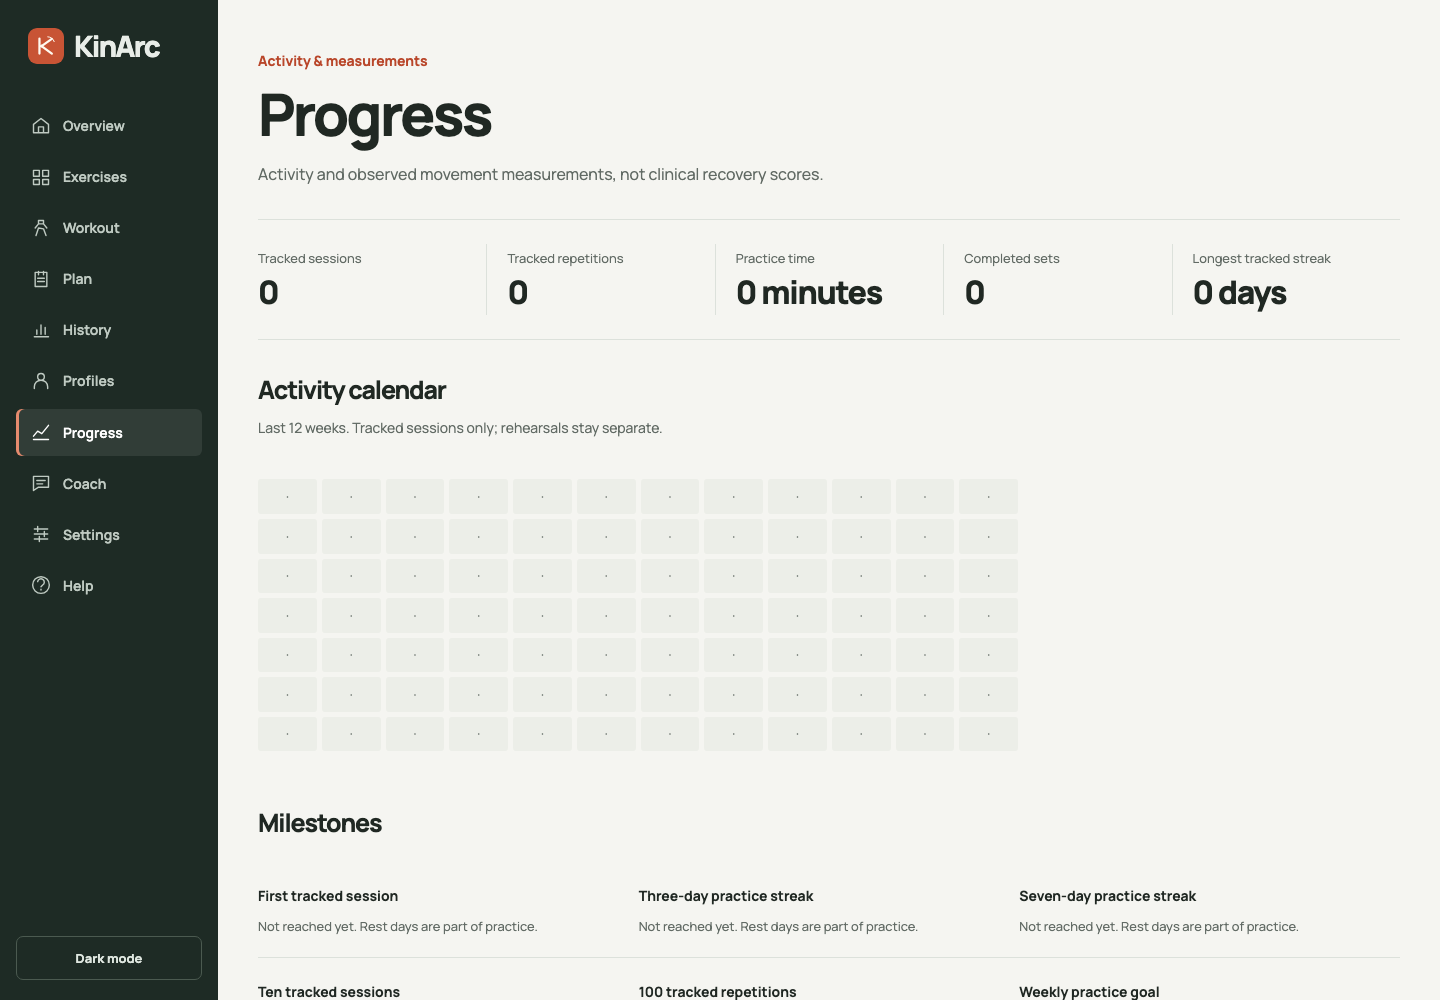 KinArc
Overview
Exercises
Workout
Plan
History
Profiles
Progress
Coach
Settings
Help
Dark mode
Activity & measurements
Progress
Activity and observed movement measurements, not clinical recovery scores.
Tracked sessions
0
Tracked repetitions
0
Practice time
0 minutes
Completed sets
0
Longest tracked streak
0 days
Activity calendar
Last 12 weeks. Tracked sessions only; rehearsals stay separate.
Milestones
First tracked session
Not reached yet. Rest days are part of practice.
Three-day practice streak
Not reached yet. Rest days are part of practice.
Seven-day practice streak
Not reached yet. Rest days are part of practice.
Ten tracked sessions
100 tracked repetitions
Weekly practice goal